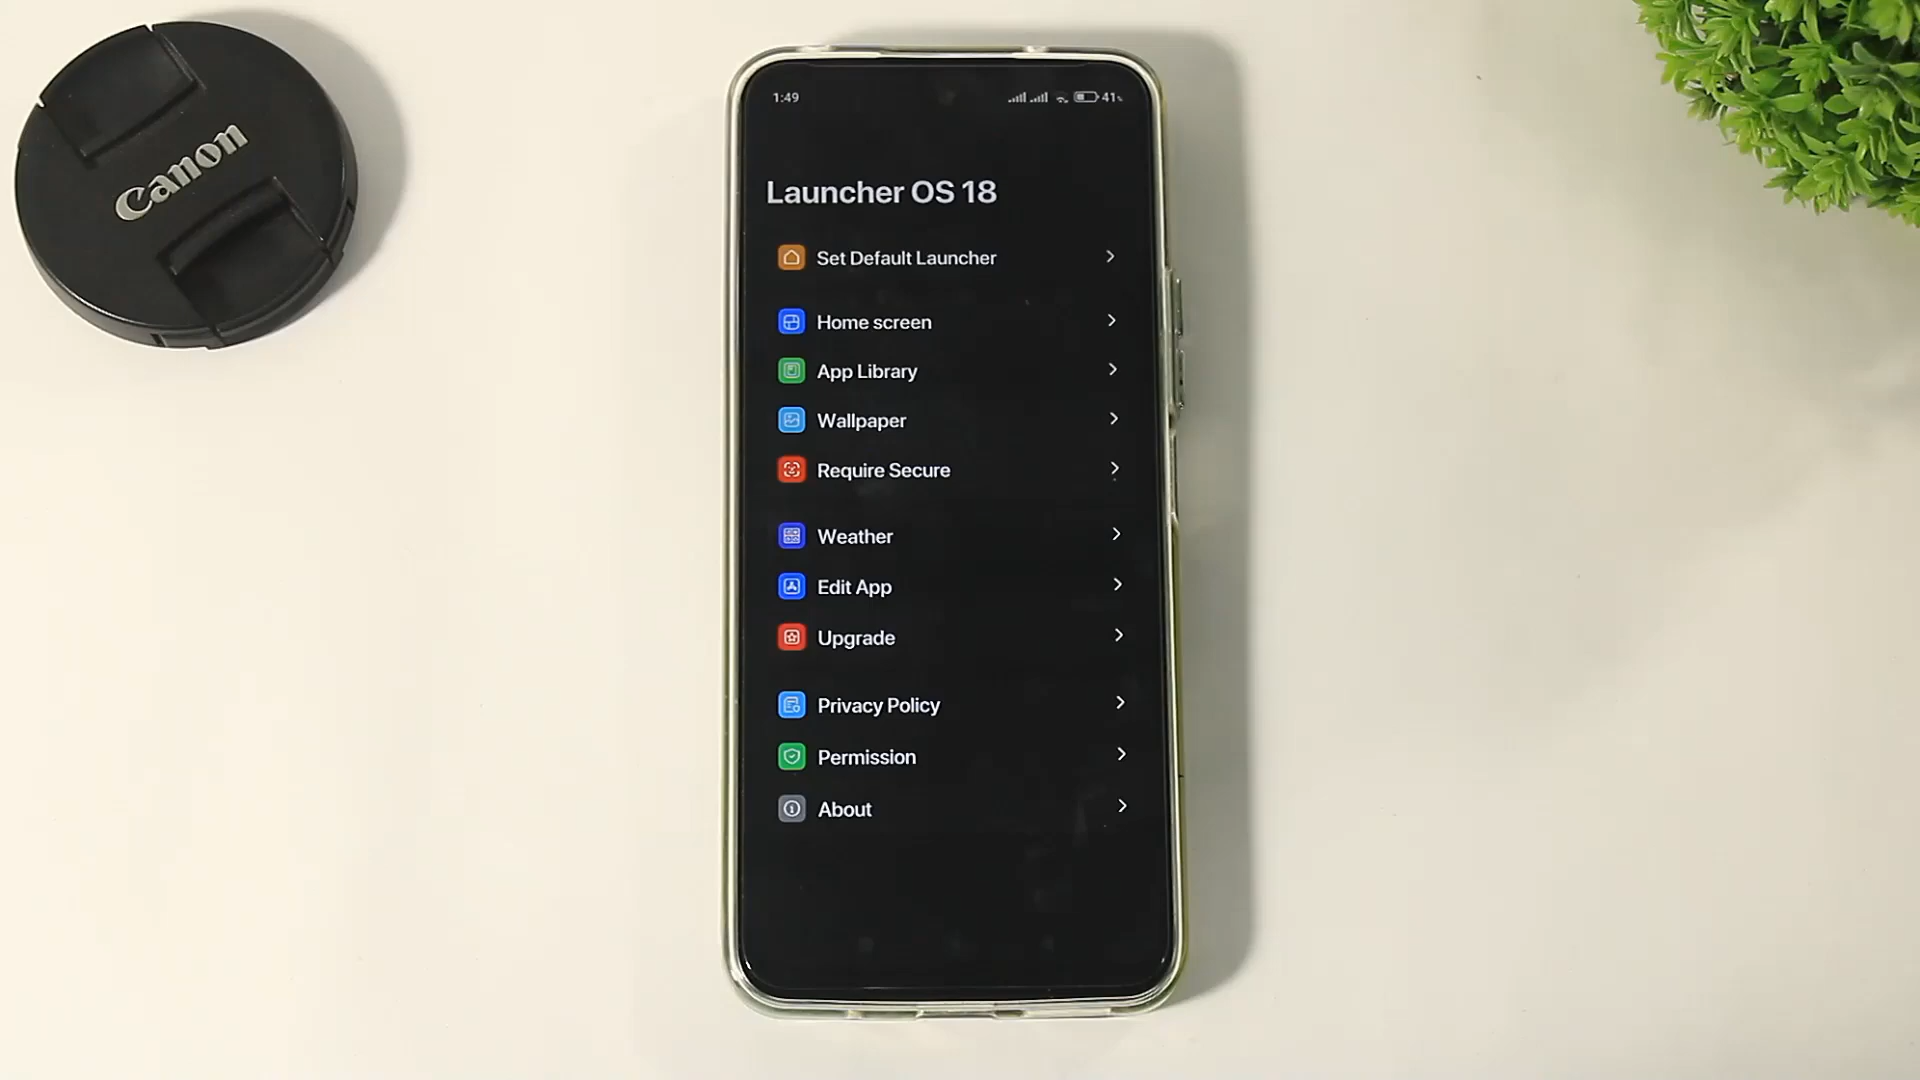 Canon
1:49
41%
Launcher OS 18
Set Default Launcher
Home screen
App Library
Wallpaper
Require Secure
Weather
Edit App
Upgrade
Privacy Policy
Permission
About